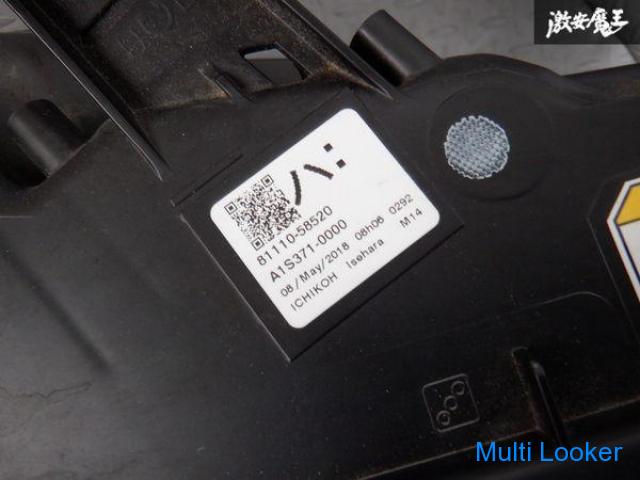 激安魔王
ハ:
81110-58520
A1S371-0000
08/May/2018 08h06 0292
ICHIKOH Isehara M14
Multi Looker